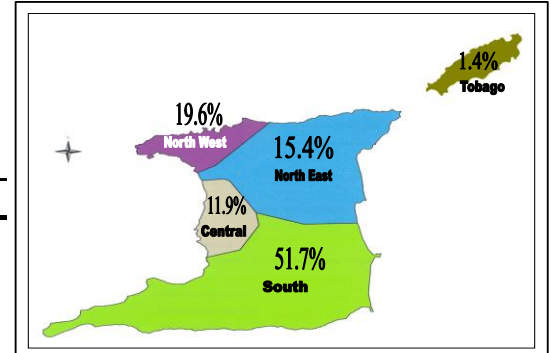 1.4%
Tobago
19.6%
North West
15.4%
North East
11.9%
Central
51.7%
South